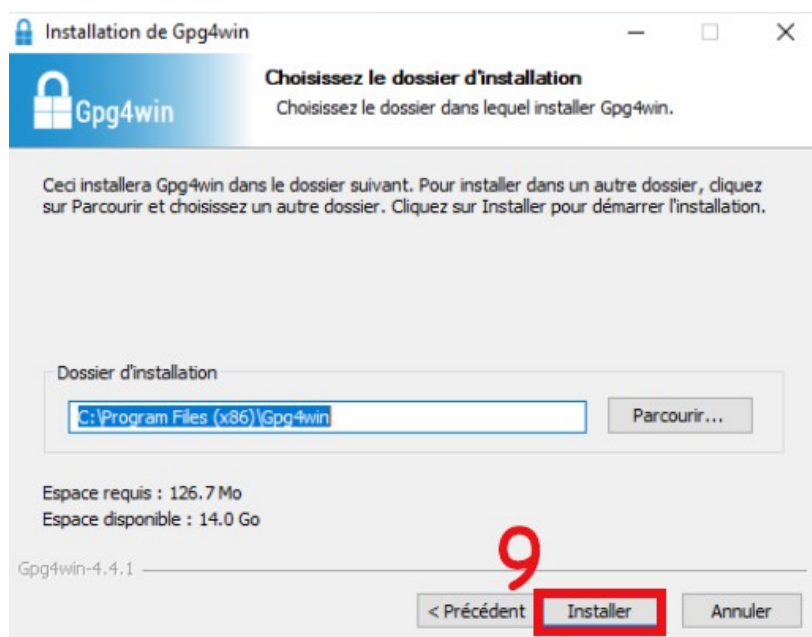 Installation de Gpg4win
Gpg4win
Choisissez le dossier d'installation
Choisissez le dossier dans lequel installer Gpg4win.
Ceci installera Gpg4win dans le dossier suivant. Pour installer dans un autre dossier, cliquez
sur Parcourir et choisissez un autre dossier. Cliquez sur Installer pour démarrer l'installation.
Dossier d'installation
C:\Program Files (x86)\Gpg4win
Parcourir...
Espace requis : 126.7 Mo
Espace disponible : 14.0 Go
Gpg4win-4.4.1
9
< Précédent
Installer
Annuler